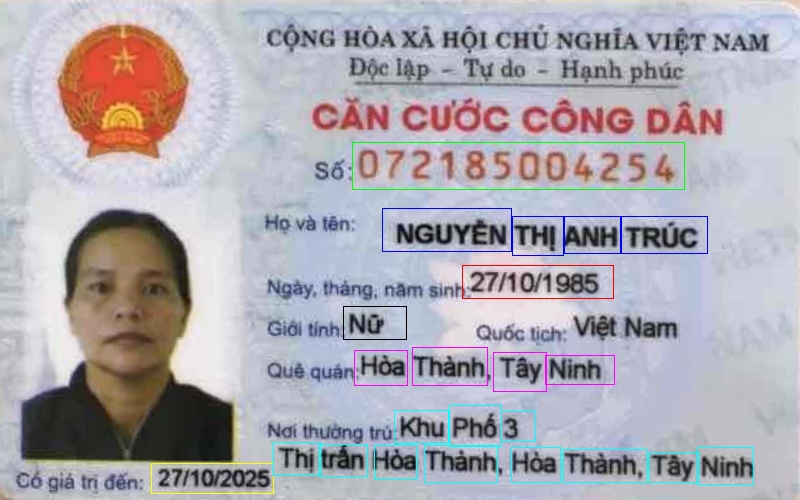 CỘNG HÒA XÃ HỘI CHỦ NGHĨA VIỆT NAM
Độc lập – Tự do – Hạnh phúc
CĂN CƯỚC CÔNG DÂN
Số: 072185004254
Họ và tên: NGUYỄN THỊ ANH TRÚC
Ngày, tháng, năm sinh: 27/10/1985
Giới tính: Nữ Quốc tịch: Việt Nam
Quê quán: Hòa Thành, Tây Ninh
Nơi thường trú: Khu Phố 3
Thị trấn Hòa Thành, Hòa Thành, Tây Ninh
Có giá trị đến: 27/10/2025